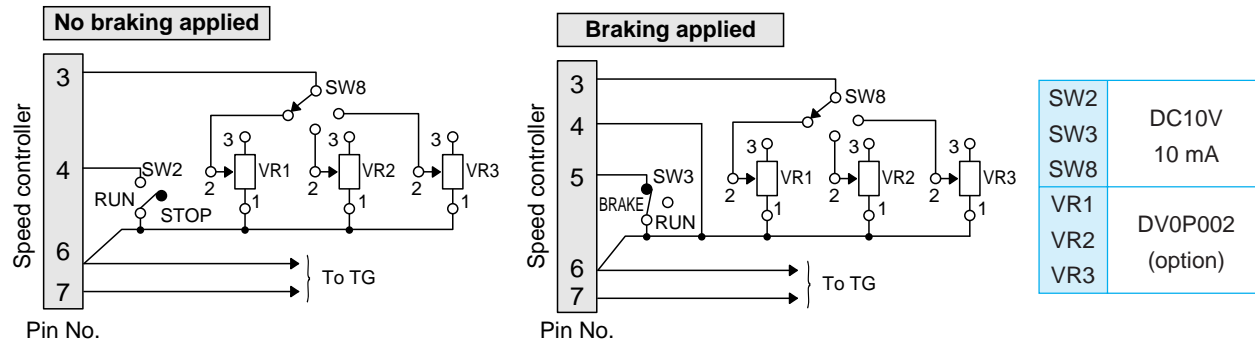 No braking applied
Speed controller
3
4
6
7
Pin No.
SW8
SW2
RUN
STOP
3
2
VR1
1
3
2
VR2
1
3
2
VR3
1
To TG
Braking applied
Speed controller
3
4
5
6
7
Pin No.
SW8
SW3
BRAKE
RUN
3
2
VR1
1
3
2
VR2
1
3
2
VR3
1
To TG
SW2
SW3
SW8
DC10V
10 mA
VR1
VR2
VR3
DV0P002
(option)